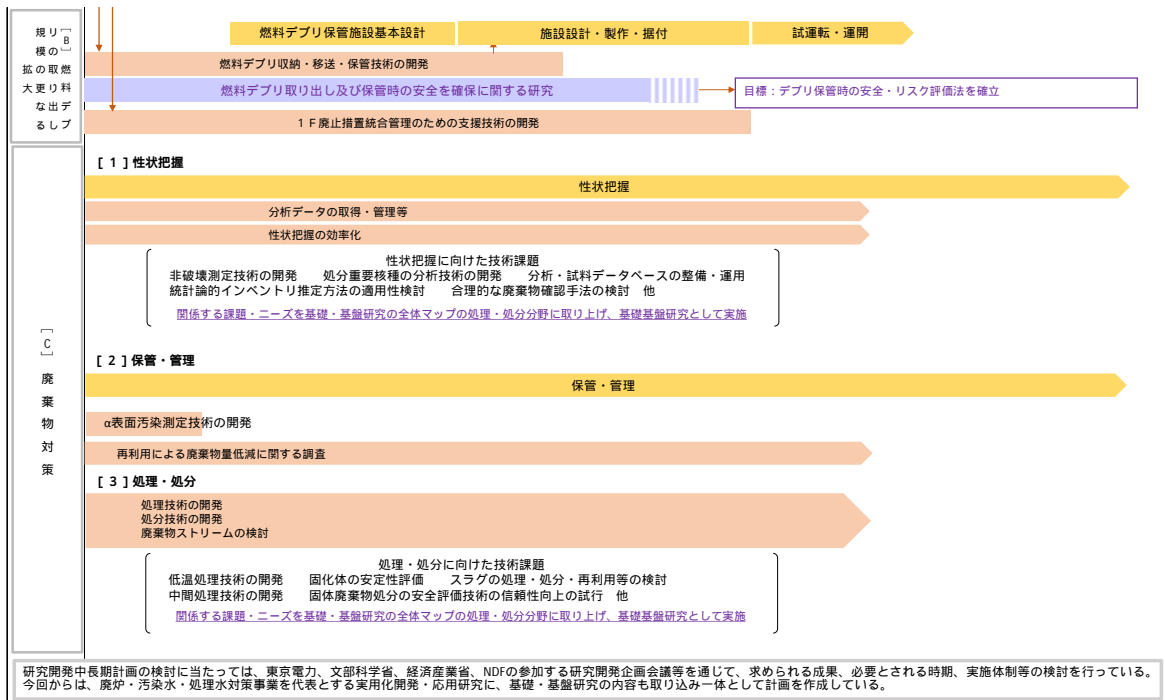 [B]燃料デブリの取り出しの更なる規模の拡大
燃料デブリ保管施設基本設計
施設設計・製作・据付
試運転・運開
燃料デブリ収納・移送・保管技術の開発
燃料デブリ取り出し及び保管時の安全を確保に関する研究
目標：デブリ保管時の安全・リスク評価法を確立
１Ｆ廃止措置統合管理のための支援技術の開発
[C]廃棄物対策
[１]性状把握
性状把握
分析データの取得・管理等
性状把握の効率化
性状把握に向けた技術課題
非破壊測定技術の開発　処分重要核種の分析技術の開発　分析・試料データベースの整備・運用
統計論的インベントリ推定方法の適用性検討　合理的な廃棄物確認手法の検討　他
関係する課題・ニーズを基礎・基盤研究の全体マップの処理・処分分野に取り上げ、基礎基盤研究として実施
[２]保管・管理
保管・管理
α表面汚染測定技術の開発
再利用による廃棄物量低減に関する調査
[３]処理・処分
処理技術の開発
処分技術の開発
廃棄物ストリームの検討
処理・処分に向けた技術課題
低温処理技術の開発　固化体の安定性評価　スラグの処理・処分・再利用等の検討
中間処理技術の開発　固体廃棄物処分の安全評価技術の信頼性向上の試行　他
関係する課題・ニーズを基礎・基盤研究の全体マップの処理・処分分野に取り上げ、基礎基盤研究として実施
研究開発中長期計画の検討に当たっては、東京電力、文部科学省、経済産業省、NDFの参加する研究開発企画会議等を通じて、求められる成果、必要とされる時期、実施体制等の検討を行っている。
今回からは、廃炉・汚染水・処理水対策事業を代表とする実用化開発・応用研究に、基礎・基盤研究の内容も取り込み一体として計画を作成している。